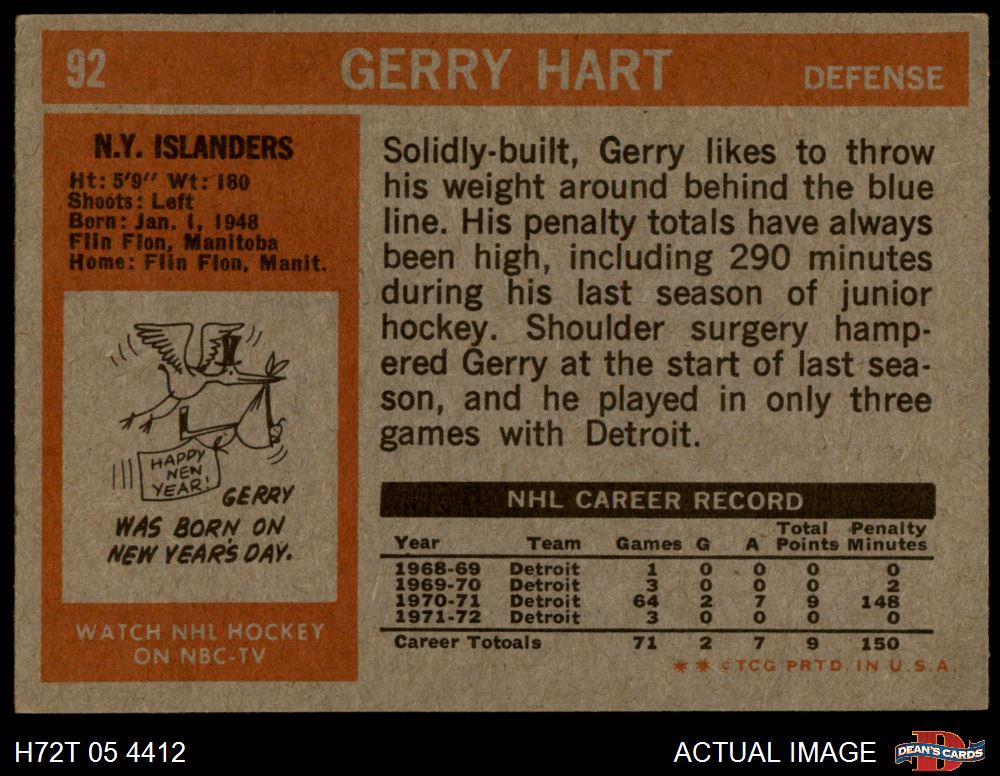 92 GERRY HART DEFENSE
N.Y. ISLANDERS
Ht: 5'9" Wt: 180
Shoots: Left
Born: Jan. 1, 1948
Flin Flon, Manitoba
Home: Flin Flon, Manit.
HAPPY
NEW
YEAR!
GERRY
WAS BORN ON
NEW YEAR'S DAY.
WATCH NHL HOCKEY
ON NBC-TV
Solidly-built, Gerry likes to throw
his weight around behind the blue
line. His penalty totals have always
been high, including 290 minutes
during his last season of junior
hockey. Shoulder surgery hamp-
ered Gerry at the start of last sea-
son, and he played in only three
games with Detroit.
NHL CAREER RECORD
Total Penalty
Year Team Games G A Points Minutes
1968-69 Detroit 1 0 0 0 0
1969-70 Detroit 3 0 0 0 2
1970-71 Detroit 64 2 7 9 148
1971-72 Detroit 3 0 0 0 0
Career Totoals 71 2 7 9 150
* * © TCG PRTD. IN U.S.A.
H72T 05 4412 ACTUAL IMAGE DEAN'S CARDS